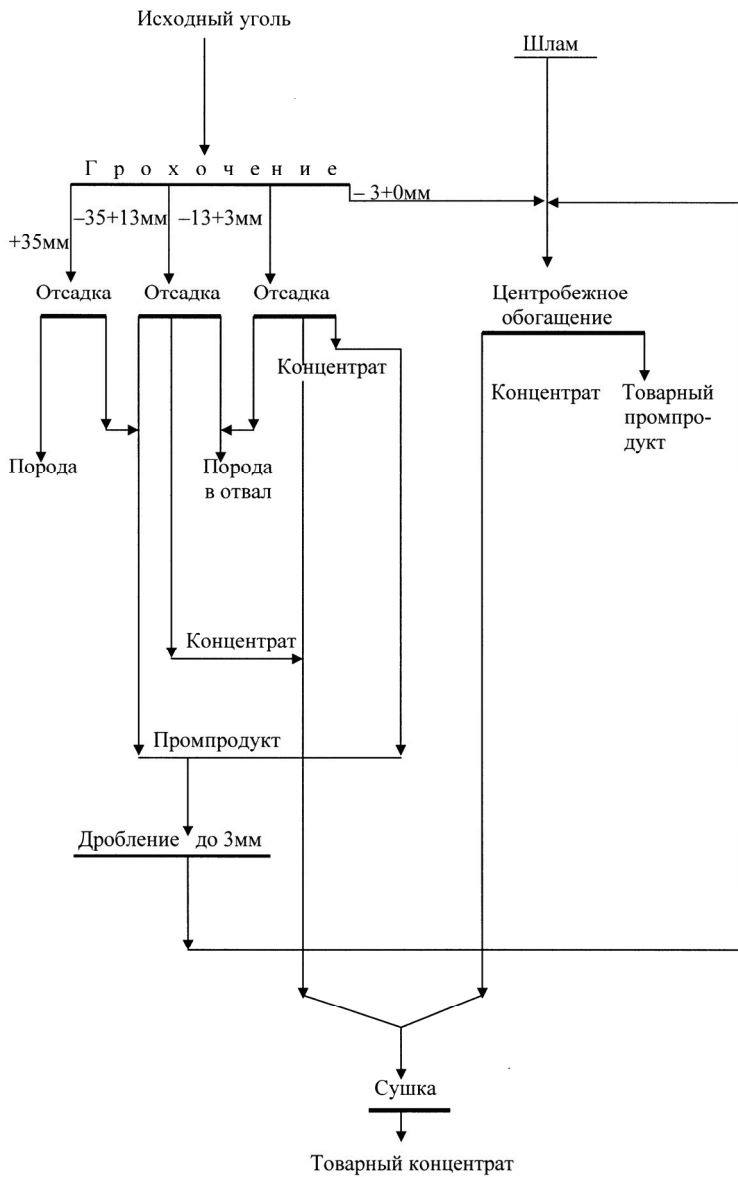 Исходный уголь
Шлам
Грохочение
– 3+0мм
–35+13мм
–13+3мм
+35мм
Отсадка
Отсадка
Отсадка
Центробежное
обогащение
Концентрат
Концентрат
Товарный
промпро-
дукт
Порода
Порода
в отвал
Концентрат
Промпродукт
Дробление до 3мм
Сушка
Товарный концентрат